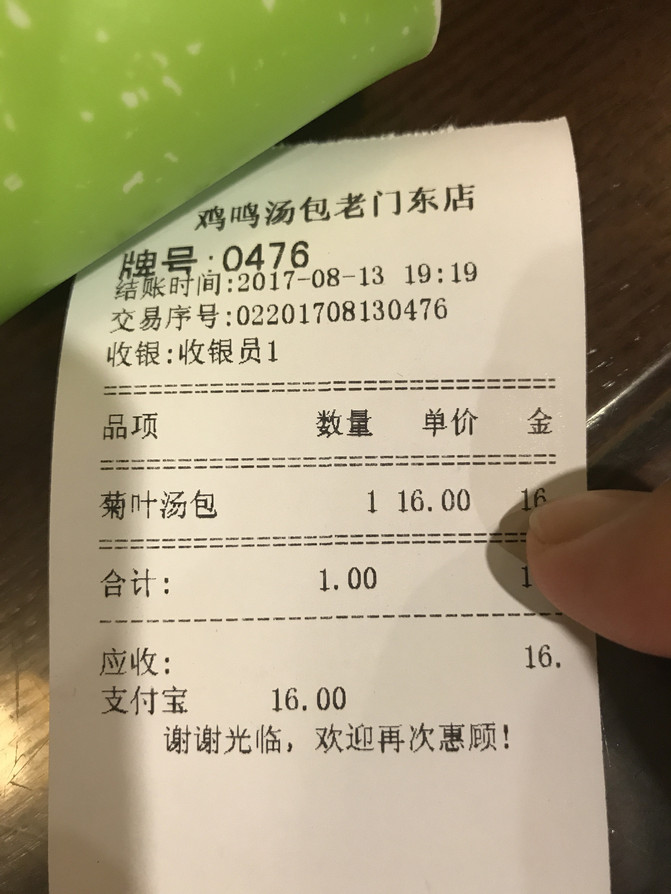 鸡鸣汤包老门东店
牌号:0476
结账时间:2017-08-13 19:19
交易序号:02201708130476
收银:收银员1
品项 数量 单价 金
菊叶汤包 1 16.00 16
合计: 1.00 1
应收: 16.
支付宝 16.00
谢谢光临，欢迎再次惠顾!